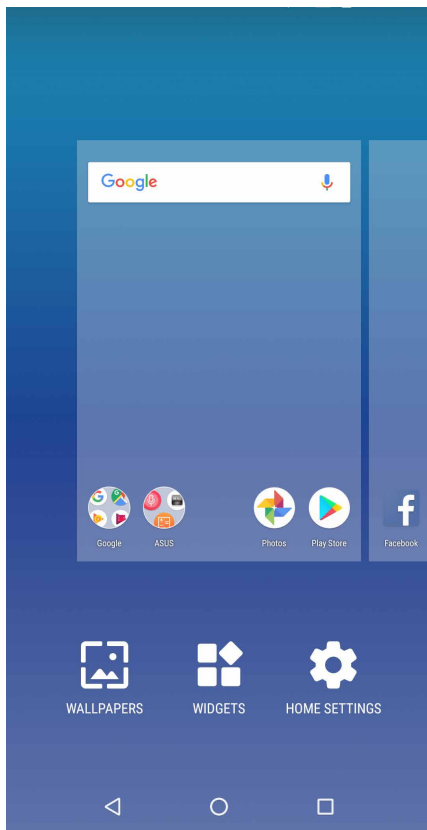 Google
Google
ASUS
Photos
Play Store
Facebook
WALLPAPERS
WIDGETS
HOME SETTINGS